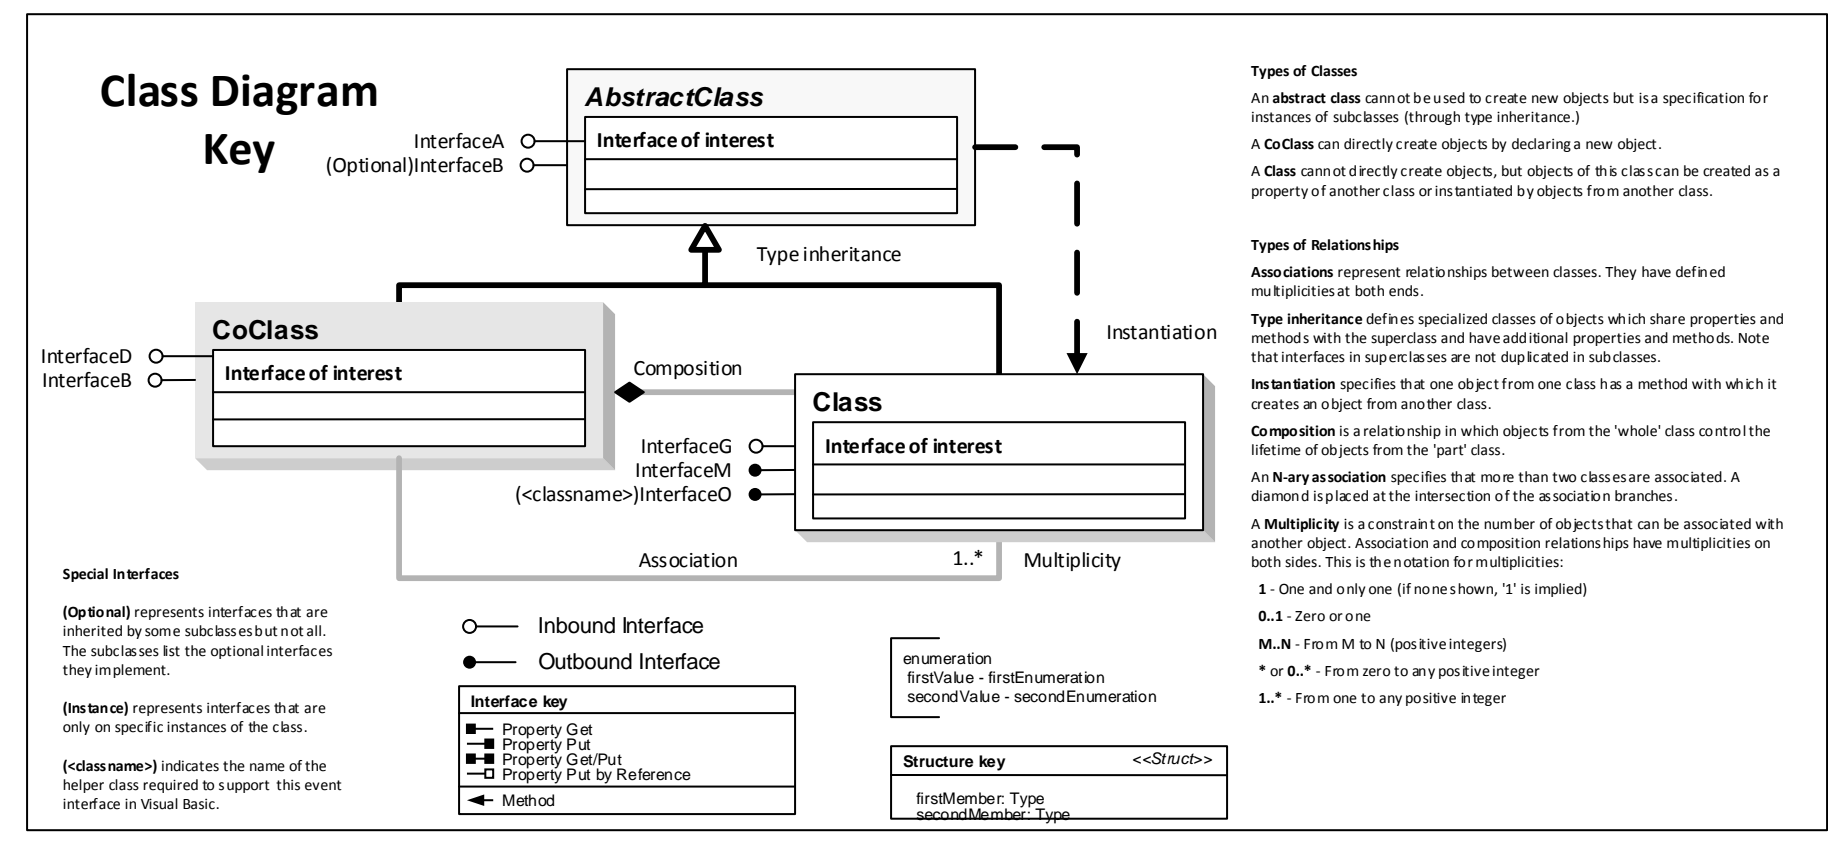 Class Diagram
Key
AbstractClass
Interface of interest
InterfaceA
(Optional)InterfaceB
Type inheritance
CoClass
Interface of interest
InterfaceD
InterfaceB
Composition
Instantiation
Class
Interface of interest
InterfaceG
InterfaceM
(<classname>)InterfaceO
Association
1..*
Multiplicity
Special Interfaces
(Optional) represents interfaces that are
inherited by some subclasses but not all.
The subclasses list the optional interfaces
they implement.
(Instance) represents interfaces that are
only on specific instances of the class.
(<classname>) indicates the name of the
helper class required to support this event
interface in Visual Basic.
Inbound Interface
Outbound Interface
Interface key
Property Get
Property Put
Property Get/Put
Property Put by Reference
Method
enumeration
firstValue - firstEnumeration
secondValue - secondEnumeration
Structure key <<Struct>>
firstMember: Type
secondMember: Type
Types of Classes
An abstract class cannot be used to create new objects but is a specification for
instances of subclasses (through type inheritance.)
A CoClass can directly create objects by declaring a new object.
A Class cannot directly create objects, but objects of this class can be created as a
property of another class or instantiated by objects from another class.
Types of Relationships
Associations represent relationships between classes. They have defined
multiplicities at both ends.
Type inheritance defines specialized classes of objects which share properties and
methods with the superclass and have additional properties and methods. Note
that interfaces in superclasses are not duplicated in subclasses.
Instantiation specifies that one object from one class has a method with which it
creates an object from another class.
Composition is a relationship in which objects from the 'whole' class control the
lifetime of objects from the 'part' class.
An N-ary association specifies that more than two classes are associated. A
diamond is placed at the intersection of the association branches.
A Multiplicity is a constraint on the number of objects that can be associated with
another object. Association and composition relationships have multiplicities on
both sides. This is the notation for multiplicities:
1 - One and only one (if none shown, '1' is implied)
0..1 - Zero or one
M..N - From M to N (positive integers)
* or 0..* - From zero to any positive integer
1..* - From one to any positive integer